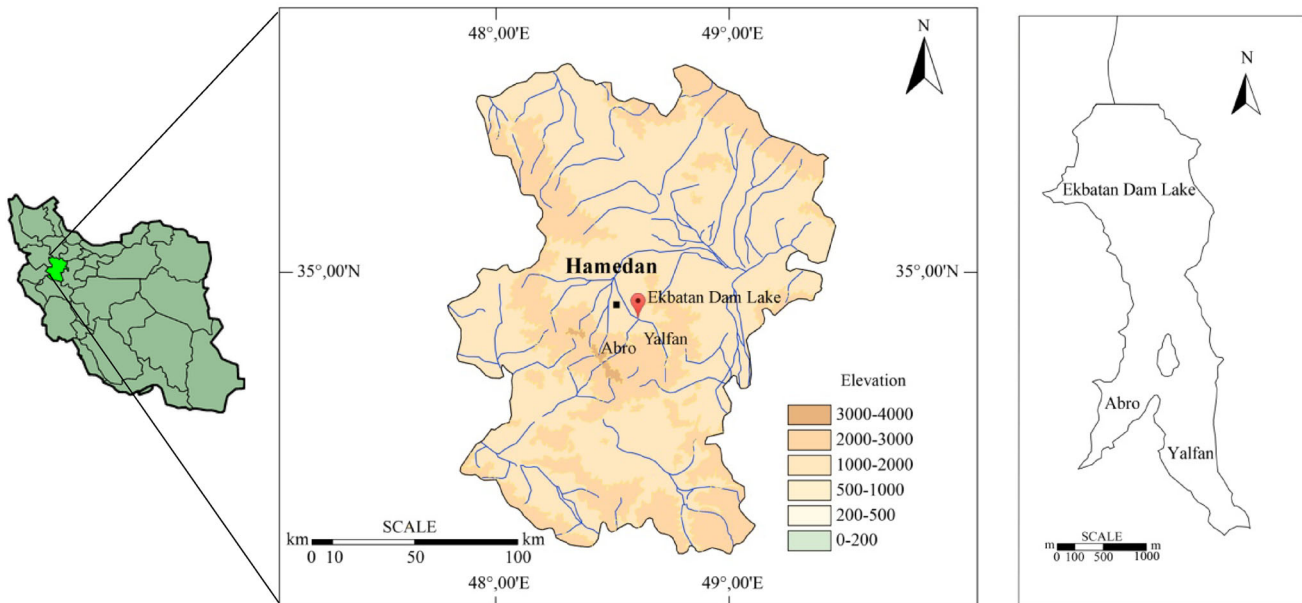 48°,00'E
49°,00'E
N
35°,00'N
35°,00'N
Hamedan
Ekbatan Dam Lake
Yalfan
Abro
Elevation
3000-4000
2000-3000
1000-2000
500-1000
200-500
0-200
SCALE
km
km
0 10 50 100
48°,00'E
49°,00'E
N
Ekbatan Dam Lake
Abro
Yalfan
SCALE
m
m
0 100 500 1000